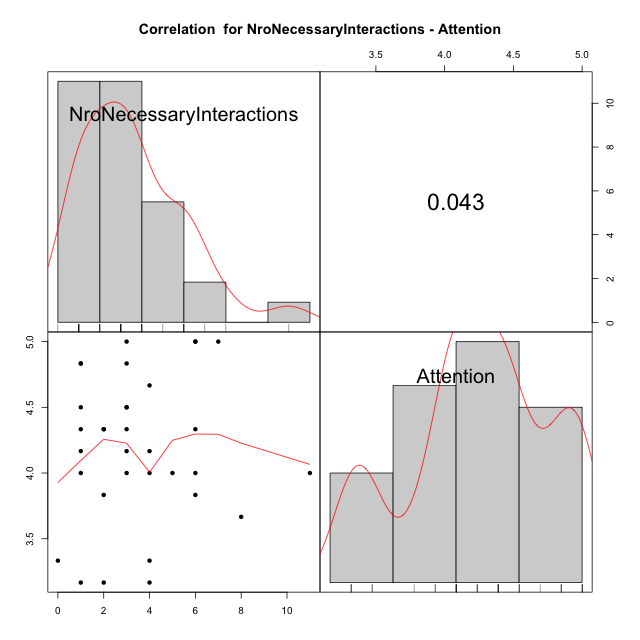 Correlation  for NroNecessaryInteractions - Attention
3.5 4.0 4.5 5.0
NroNecessaryInteractions
0.043
10
8
6
4
2
0
5.0
4.5
4.0
3.5
Attention
0 2 4 6 8 10